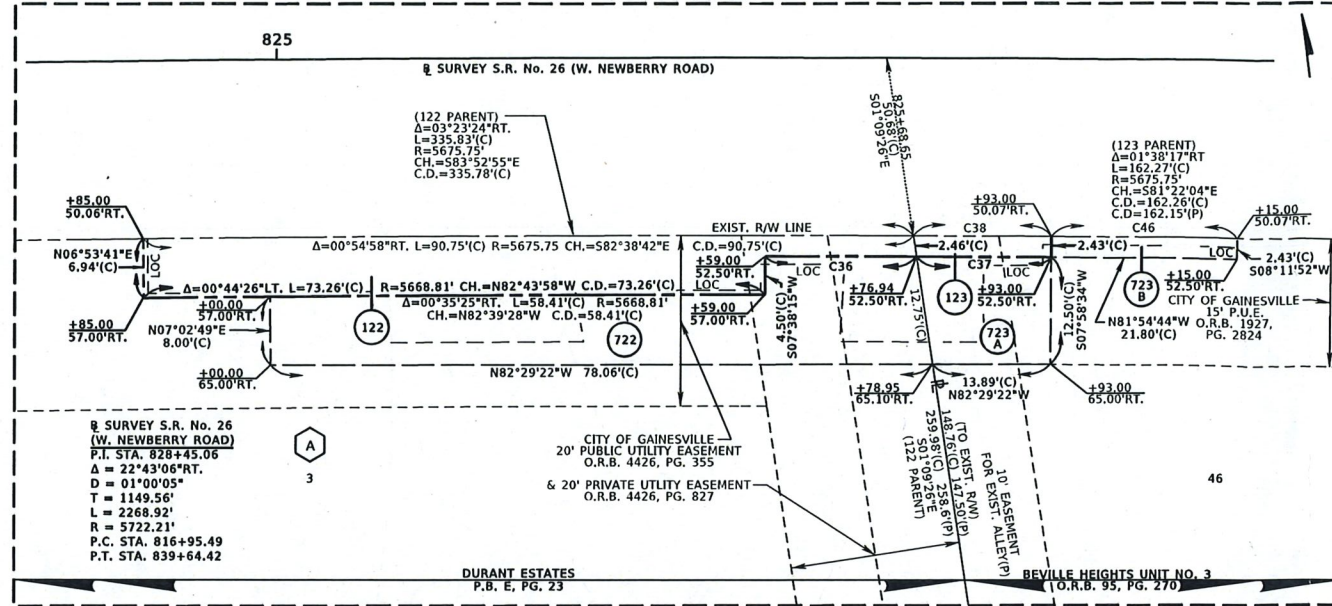 825
B SURVEY S.R. No. 26 (W. NEWBERRY ROAD)
(122 PARENT)
Δ=03°23'24"RT.
L=335.83'(C)
R=5675.75'
CH.=S83°52'55"E
C.D.=335.78'(C)
825+68.65
50.68'(C)
S01°09'26"E
(123 PARENT)
Δ=01°38'17"RT
L=162.27'(C)
R=5675.75'
CH.=S81°22'04"E
C.D.=162.26'(C)
C.D=162.15'(P)
+85.00
50.06'RT.
+93.00
50.07'RT.
+15.00
50.07'RT.
EXIST. R/W LINE
C38
C46
Δ=00°54'58"RT. L=90.75'(C) R=5675.75 CH.=S82°38'42"E C.D.=90.75'(C)
2.46'(C)
2.43'(C)
N06°53'41"E
6.94'(C)
LOC
+59.00
52.50'RT.
LOC
C36
C37
LOC
LOC
2.43'(C)
S08°11'52"W
Δ=00°44'26"LT. L=73.26'(C) R=5668.81' CH.=N82°43'58"W C.D.=73.26'(C)
LOC
+00.00
57.00'RT.
Δ=00°35'25"RT. L=58.41'(C) R=5668.81'
CH.=N82°39'28"W C.D.=58.41'(C)
+59.00
57.00'RT.
4.50'(C)
S07°38'15"W
+76.94
52.50'RT.
12.75'(C)
123
+93.00
52.50'RT.
12.50'(C)
S07°58'34"W
723
B
+15.00
52.50'RT.
CITY OF GAINESVILLE
15' P.U.E.
O.R.B. 1927,
PG. 2824
N81°54'44"W
21.80'(C)
+85.00
57.00'RT.
N07°02'49"E
8.00'(C)
122
722
723
A
+00.00
65.00'RT.
N82°29'22"W 78.06'(C)
+78.95
65.10'RT.
13.89'(C)
N82°29'22"W
+93.00
65.00'RT.
B SURVEY S.R. No. 26
(W. NEWBERRY ROAD)
P.I. STA. 828+45.06
Δ = 22°43'06"RT.
D = 01°00'05"
T = 1149.56'
L = 2268.92'
R = 5722.21'
P.C. STA. 816+95.49
P.T. STA. 839+64.42
A
3
CITY OF GAINESVILLE
20' PUBLIC UTILITY EASEMENT
O.R.B. 4426, PG. 355
& 20' PRIVATE UTLITY EASEMENT
O.R.B. 4426, PG. 827
(TO EXIST. R/W)
148.76'(C) 147.50'(P)
259.98'(C) 258.6'(P)
S01°09'26"E
(122 PARENT)
10' EASEMENT
FOR EXIST. ALLEY(P)
46
DURANT ESTATES
P.B. E, PG. 23
BEVILLE HEIGHTS UNIT NO. 3
O.R.B. 95, PG. 270